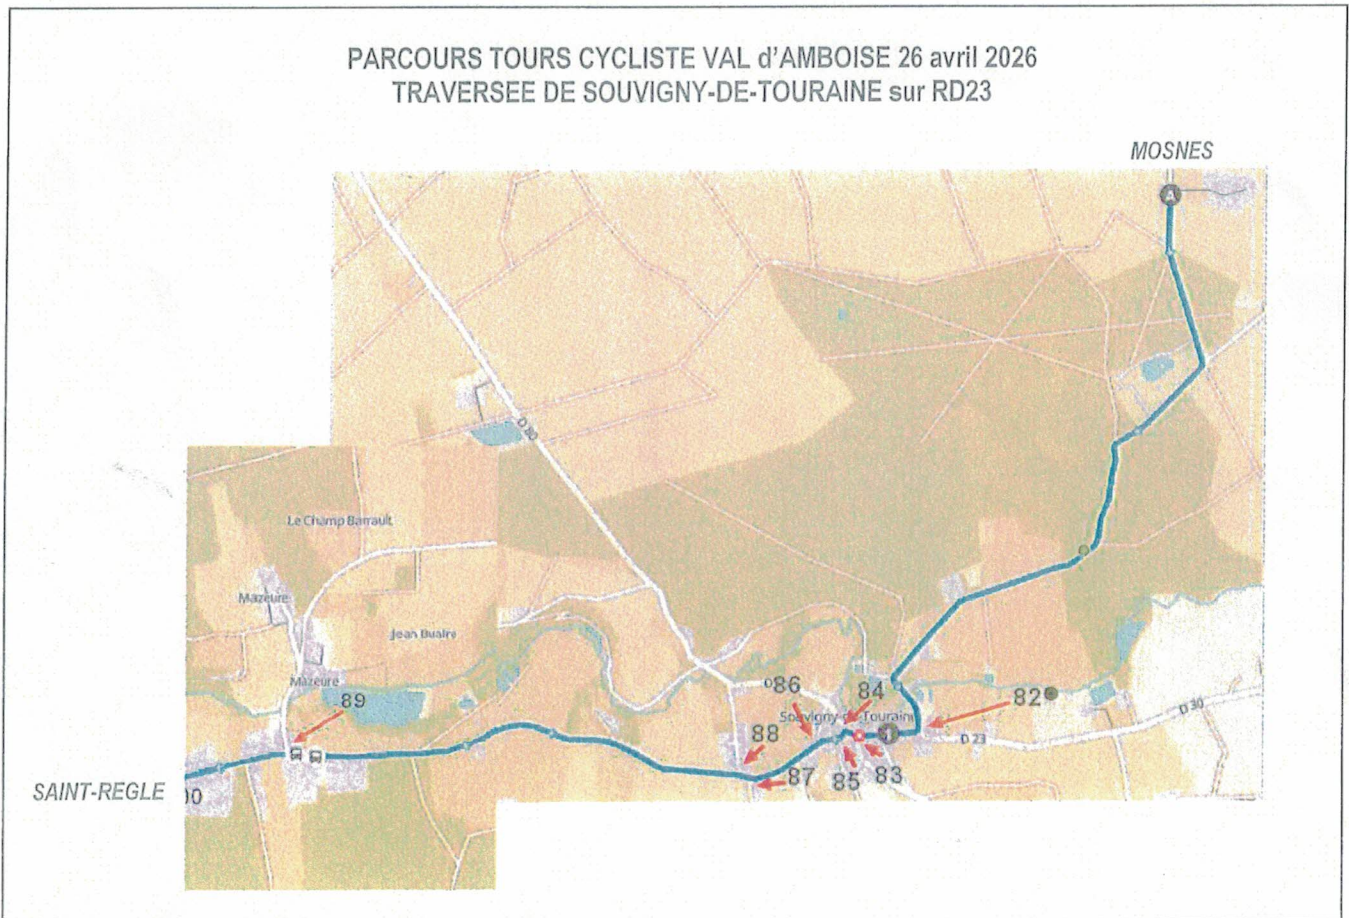 PARCOURS TOURS CYCLISTE VAL d'AMBOISE 26 avril 2026
TRAVERSEE DE SOUVIGNY-DE-TOURAINE sur RD23
MOSNES
A
D 80
Le Champ Barrault
Mazeure
Jean Buaire
Mazeure
89
86
84
82
Souvigny-de-Touraine
D 30
D 23
88
87
85
83
SAINT-REGLE